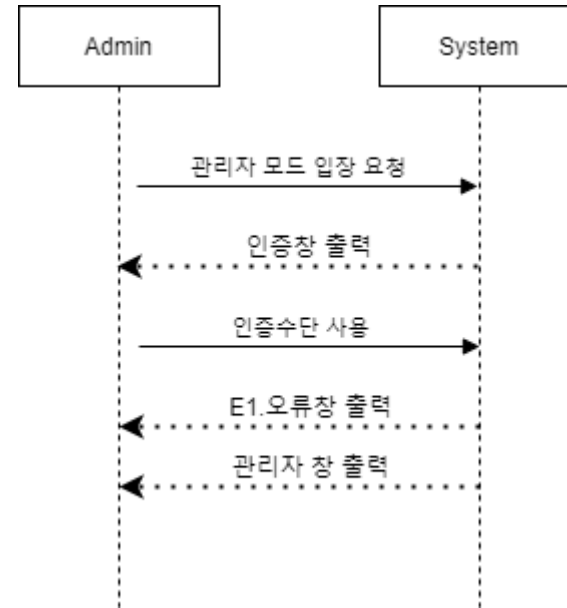 Admin
System
관리자 모드 입장 요청
인증창 출력
인증수단 사용
E1.오류창 출력
관리자 창 출력